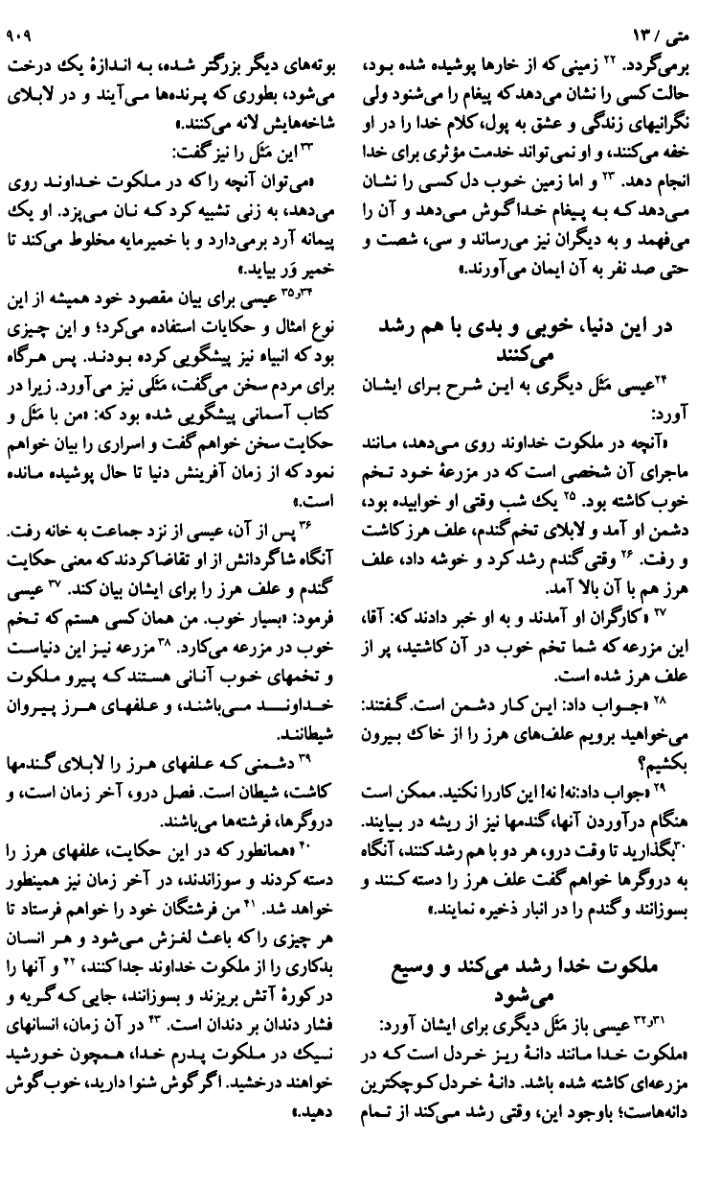 متی / ۱۳
۹۰۹
برمی‌گردد. ۲۲ زمینی که از خارها پوشیده شده بود،
حالت کسی را نشان می‌دهد که پیغام را می‌شنود ولی
نگرانیهای زندگی و عشق به پول، کلام خدا را در او
خفه می‌کنند، و او نمی‌تواند خدمت مؤثری برای خدا
انجام دهد. ۲۳ و اما زمین خوب دل کسی را نشان
می‌دهد که به پیغام خدا گوش می‌دهد و آن را
می‌فهمد و به دیگران نیز می‌رساند و سی، شصت و
حتی صد نفر به آن ایمان می‌آورند.»
در این دنیا، خوبی و بدی با هم رشد
می‌کنند
۲۴عیسی مَثَل دیگری به این شرح برای ایشان
آورد:
«آنچه در ملکوت خداوند روی می‌دهد، مانند
ماجرای آن شخصی است که در مزرعهٔ خود تخم
خوب کاشته بود. ۲۵ یک شب وقتی او خوابیده بود،
دشمن او آمد و لابلای تخم گندم، علف هرز کاشت
و رفت. ۲۶ وقتی گندم رشد کرد و خوشه داد، علف
هرز هم با آن بالا آمد.
۲۷ «کارگران او آمدند و به او خبر دادند که: آقا،
این مزرعه که شما تخم خوب در آن کاشتید، پر از
علف هرز شده است.
۲۸ «جواب داد: این کار دشمن است. گفتند:
می‌خواهید برویم علف‌های هرز را از خاک بیرون
بکشیم؟
۲۹ «جواب داد:نه! نه! این کاررا نکنید. ممکن است
هنگام درآوردن آنها، گندمها نیز از ریشه در بیایند.
۳۰بگذارید تا وقت درو، هر دو با هم رشد کنند، آنگاه
به دروگرها خواهم گفت علف هرز را دسته کنند و
بسوزانند و گندم را در انبار ذخیره نمایند.»
ملکوت خدا رشد می‌کند و وسیع
می‌شود
۳۱و۳۲ عیسی باز مَثَل دیگری برای ایشان آورد:
«ملکوت خدا مانند دانهٔ ریز خردل است که در
مزرعه‌ای کاشته شده باشد. دانهٔ خردل کوچکترین
دانه‌هاست؛ باوجود این، وقتی رشد می‌کند از تمام
بوته‌های دیگر بزرگتر شده، به اندازهٔ یک درخت
می‌شود، بطوری که پرنده‌ها می‌آیند و در لابلای
شاخه‌هایش لانه می‌کنند.»
۳۳ این مَثَل را نیز گفت:
«می‌توان آنچه را که در ملکوت خداوند روی
می‌دهد، به زنی تشبیه کرد که نان می‌پزد. او یک
پیمانه آرد برمی‌دارد و با خمیرمایه مخلوط می‌کند تا
خمیر وَر بیاید.»
۳۴و۳۵ عیسی برای بیان مقصود خود همیشه از این
نوع امثال و حکایات استفاده می‌کرد؛ و این چیزی
بود که انبیاء نیز پیشگویی کرده بودند. پس هرگاه
برای مردم سخن می‌گفت، مَثَلی نیز می‌آورد. زیرا در
کتاب آسمانی پیشگویی شده بود که: «من با مَثَل و
حکایت سخن خواهم گفت و اسراری را بیان خواهم
نمود که از زمان آفرینش دنیا تا حال پوشیده مانده
است.»
۳۶ پس از آن، عیسی از نزد جماعت به خانه رفت.
آنگاه شاگردانش از او تقاضا کردند که معنی حکایت
گندم و علف هرز را برای ایشان بیان کند. ۳۷ عیسی
فرمود: «بسیار خوب. من همان کسی هستم که تخم
خوب در مزرعه می‌کارد. ۳۸ مزرعه نیز این دنیاست
و تخمهای خوب آنانی هستند که پیرو ملکوت
خداوند می‌باشند، و علفهای هرز پیروان
شیطانند.
۳۹ دشمنی که علفهای هرز را لابلای گندمها
کاشت، شیطان است. فصل درو، آخر زمان است، و
دروگرها، فرشته‌ها می‌باشند.
۴۰ «همانطور که در این حکایت، علفهای هرز را
دسته کردند و سوزاندند، در آخر زمان نیز همینطور
خواهد شد. ۴۱ من فرشتگان خود را خواهم فرستاد تا
هر چیزی را که باعث لغزش می‌شود و هر انسان
بدکاری را از ملکوت خداوند جدا کنند، ۴۲ و آنها را
در کورهٔ آتش بریزند و بسوزانند، جایی که گریه و
فشار دندان بر دندان است. ۴۳ در آن زمان، انسانهای
نیک در ملکوت پدرم خدا، همچون خورشید
خواهند درخشید. اگر گوش شنوا دارید، خوب گوش
دهید.»